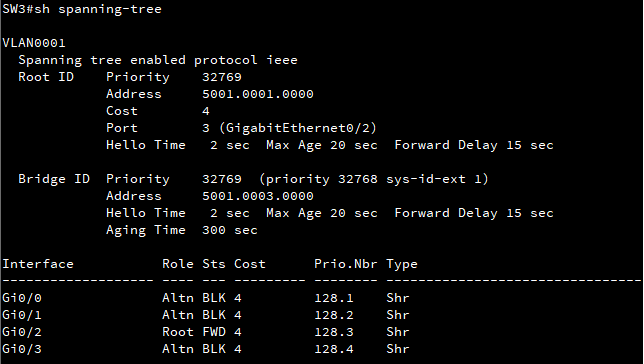 SW3#sh spanning-tree
VLAN0001
  Spanning tree enabled protocol ieee
  Root ID    Priority    32769
             Address     5001.0001.0000
             Cost        4
             Port        3 (GigabitEthernet0/2)
             Hello Time   2 sec  Max Age 20 sec  Forward Delay 15 sec
  Bridge ID  Priority    32769  (priority 32768 sys-id-ext 1)
             Address     5001.0003.0000
             Hello Time   2 sec  Max Age 20 sec  Forward Delay 15 sec
             Aging Time  300 sec
Interface           Role Sts Cost      Prio.Nbr Type
------------------- ---- --- --------- -------- --------------------------------
Gi0/0               Altn BLK 4         128.1    Shr
Gi0/1               Altn BLK 4         128.2    Shr
Gi0/2               Root FWD 4         128.3    Shr
Gi0/3               Altn BLK 4         128.4    Shr